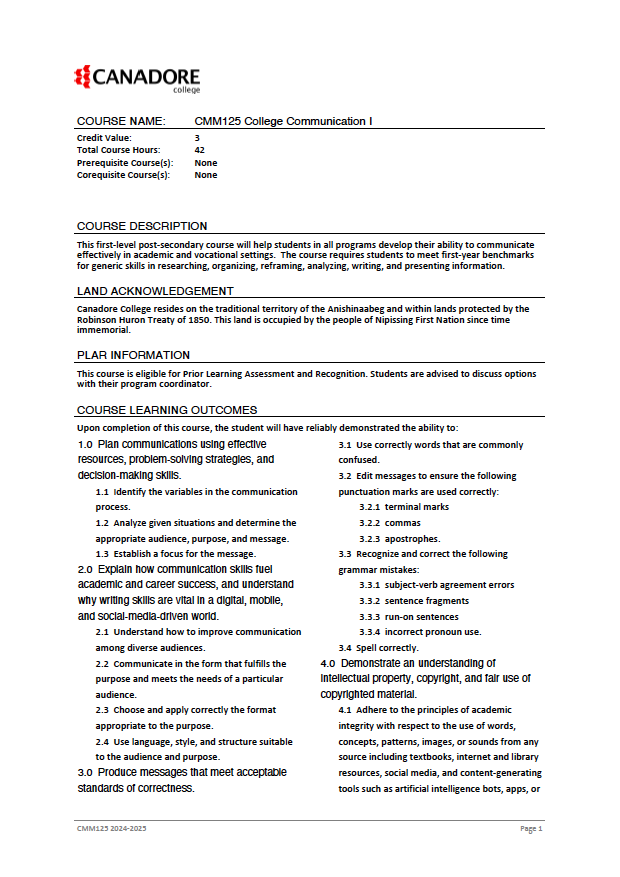 CANADORE
college
COURSE NAME: CMM125 College Communication I
Credit Value: 3
Total Course Hours: 42
Prerequisite Course(s): None
Corequisite Course(s): None
COURSE DESCRIPTION
This first-level post-secondary course will help students in all programs develop their ability to communicate
effectively in academic and vocational settings. The course requires students to meet first-year benchmarks
for generic skills in researching, organizing, reframing, analyzing, writing, and presenting information.
LAND ACKNOWLEDGEMENT
Canadore College resides on the traditional territory of the Anishinaabeg and within lands protected by the
Robinson Huron Treaty of 1850. This land is occupied by the people of Nipissing First Nation since time
immemorial.
PLAR INFORMATION
This course is eligible for Prior Learning Assessment and Recognition. Students are advised to discuss options
with their program coordinator.
COURSE LEARNING OUTCOMES
Upon completion of this course, the student will have reliably demonstrated the ability to:
1.0 Plan communications using effective
resources, problem-solving strategies, and
decision-making skills.
1.1 Identify the variables in the communication
process.
1.2 Analyze given situations and determine the
appropriate audience, purpose, and message.
1.3 Establish a focus for the message.
2.0 Explain how communication skills fuel
academic and career success, and understand
why writing skills are vital in a digital, mobile,
and social-media-driven world.
2.1 Understand how to improve communication
among diverse audiences.
2.2 Communicate in the form that fulfills the
purpose and meets the needs of a particular
audience.
2.3 Choose and apply correctly the format
appropriate to the purpose.
2.4 Use language, style, and structure suitable
to the audience and purpose.
3.0 Produce messages that meet acceptable
standards of correctness.
3.1 Use correctly words that are commonly
confused.
3.2 Edit messages to ensure the following
punctuation marks are used correctly:
3.2.1 terminal marks
3.2.2 commas
3.2.3 apostrophes.
3.3 Recognize and correct the following
grammar mistakes:
3.3.1 subject-verb agreement errors
3.3.2 sentence fragments
3.3.3 run-on sentences
3.3.4 incorrect pronoun use.
3.4 Spell correctly.
4.0 Demonstrate an understanding of
intellectual property, copyright, and fair use of
copyrighted material.
4.1 Adhere to the principles of academic
integrity with respect to the use of words,
concepts, patterns, images, or sounds from any
source including textbooks, internet and library
resources, social media, and content-generating
tools such as artificial intelligence bots, apps, or
CMM125 2024-2025 Page 1